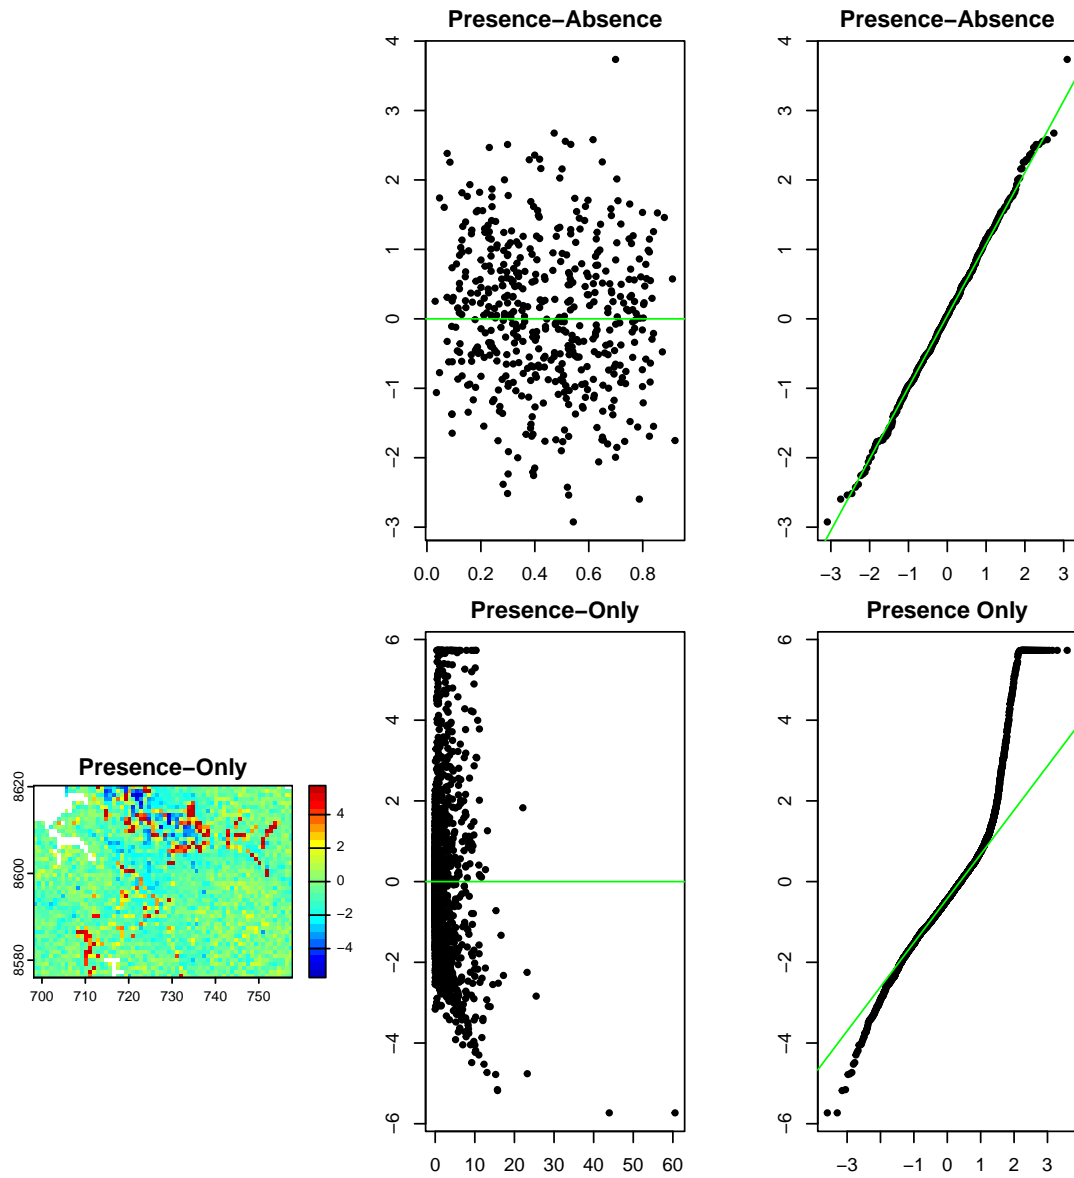 Presence−Absence
−3 −2 −1 0 1 2 3 4
0.0 0.2 0.4 0.6 0.8
Presence−Absence
−3 −2 −1 0 1 2 3 4
−3 −2 −1 0 1 2 3
Presence−Only
8580 8600 8620
700 710 720 730 740 750
4
2
0
−2
−4
Presence−Only
−6 −4 −2 0 2 4 6
0 10 20 30 40 50 60
Presence Only
−6 −4 −2 0 2 4 6
−3 −1 0 1 2 3